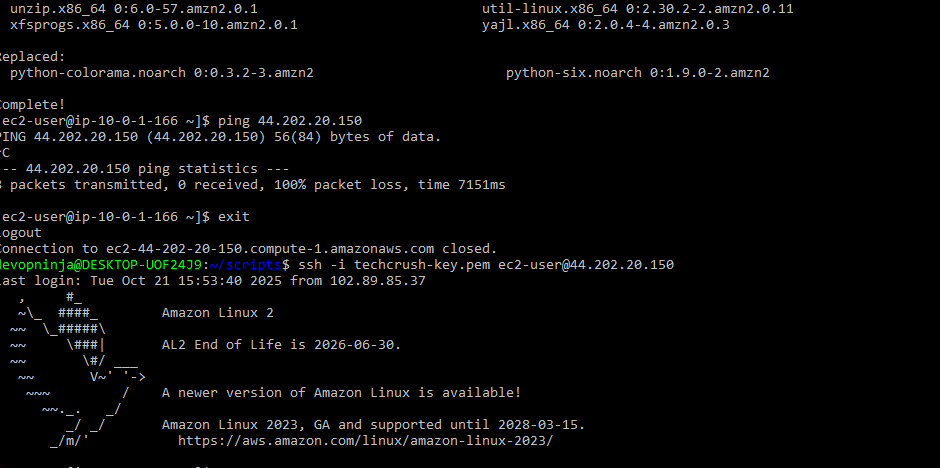 unzip.x86_64 0:6.0-57.amzn2.0.1 util-linux.x86_64 0:2.30.2-2.amzn2.0.11
xfsprogs.x86_64 0:5.0.0-10.amzn2.0.1 yajl.x86_64 0:2.0.4-4.amzn2.0.3
Replaced:
python-colorama.noarch 0:0.3.2-3.amzn2 python-six.noarch 0:1.9.0-2.amzn2
Complete!
[ec2-user@ip-10-0-1-166 ~]$ ping 44.202.20.150
PING 44.202.20.150 (44.202.20.150) 56(84) bytes of data.
^C
--- 44.202.20.150 ping statistics ---
8 packets transmitted, 0 received, 100% packet loss, time 7151ms
[ec2-user@ip-10-0-1-166 ~]$ exit
logout
Connection to ec2-44-202-20-150.compute-1.amazonaws.com closed.
devopninja@DESKTOP-UOF24J9:~/scripts$ ssh -i techcrush-key.pem ec2-user@44.202.20.150
Last login: Tue Oct 21 15:53:40 2025 from 102.89.85.37
,     #_
~\_  ####_        Amazon Linux 2
~~  \_#####\
~~     \###|       AL2 End of Life is 2026-06-30.
~~       \#/ ___
~~       V~' '->
~~~         /    A newer version of Amazon Linux is available!
~~._.   _/
_/ _/       Amazon Linux 2023, GA and supported until 2028-03-15.
_/m/'           https://aws.amazon.com/linux/amazon-linux-2023/